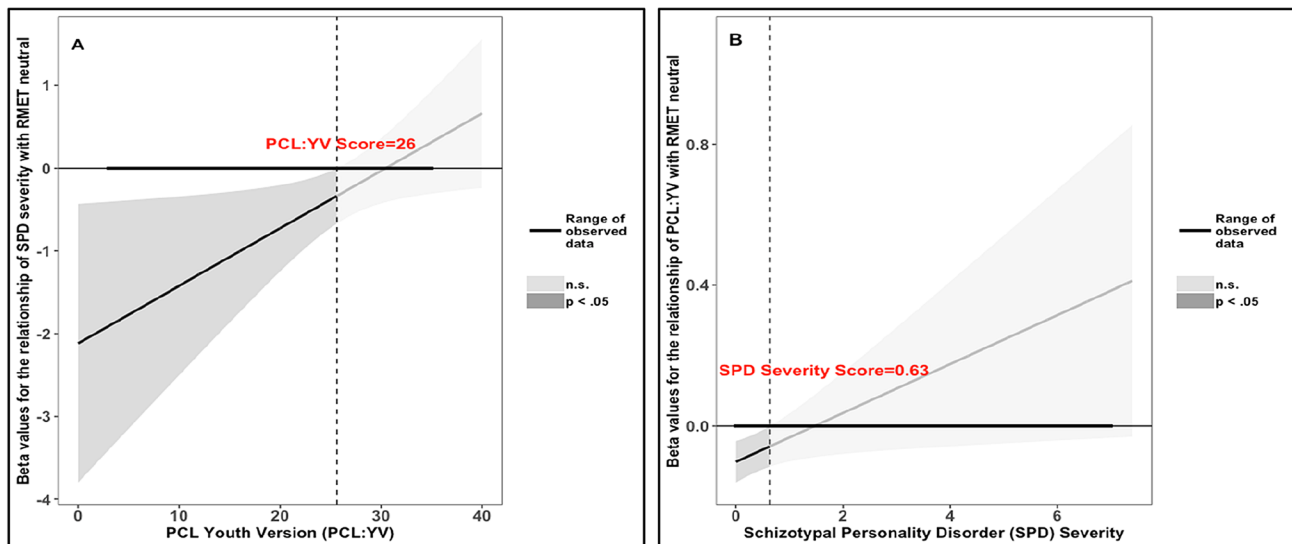 A
Beta values for the relationship of SPD severity with RMET neutral
1
0
-1
-2
-3
-4
PCL:YV Score=26
0 10 20 30 40
PCL Youth Version (PCL:YV)
Range of
observed
data
n.s.
p < .05
B
Beta values for the relationship of PCL:YV with RMET neutral
0.8
0.4
0.0
SPD Severity Score=0.63
0 2 4 6
Schizotypal Personality Disorder (SPD) Severity
Range of
observed
data
n.s.
p < .05